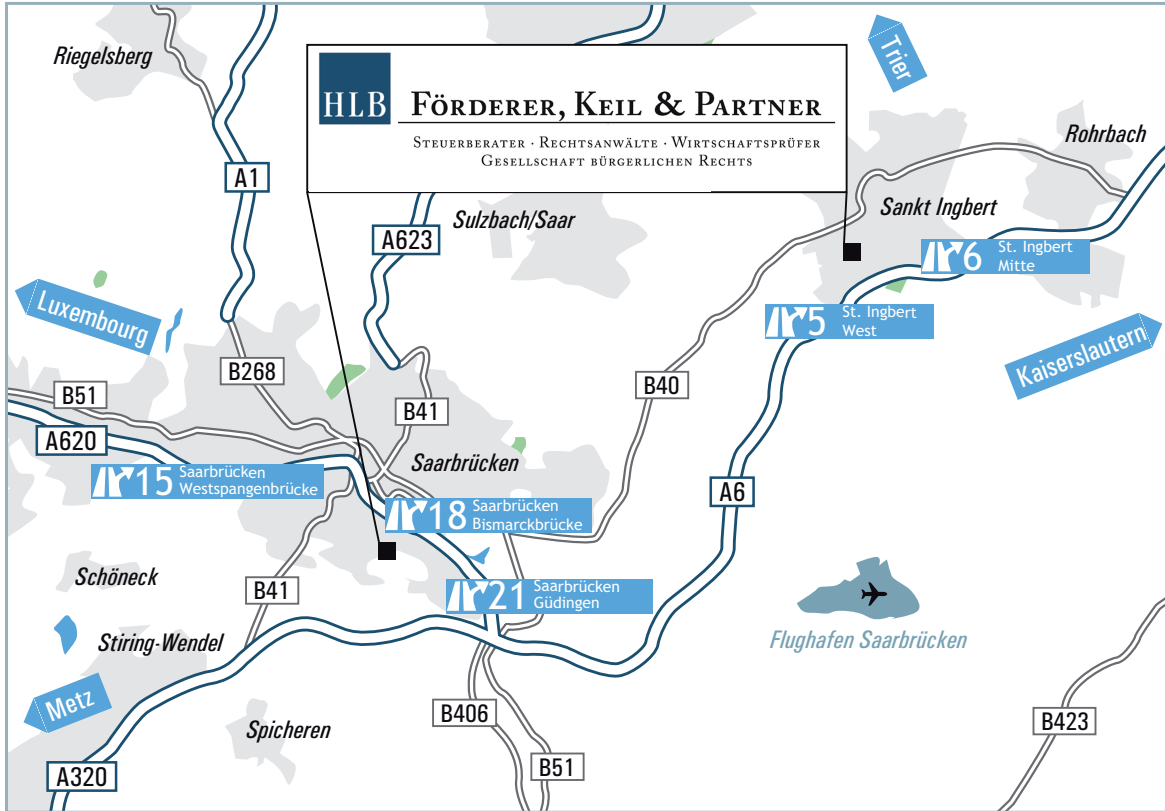 Riegelsberg
Trier
HLB
FÖRDERER, KEIL & PARTNER
STEUERBERATER · RECHTSANWÄLTE · WIRTSCHAFTSPRÜFER
GESELLSCHAFT BÜRGERLICHEN RECHTS
Rohrbach
A1
Sankt Ingbert
Sulzbach/Saar
A623
6 St. Ingbert
Mitte
Luxembourg
5 St. Ingbert
West
Kaiserslautern
B268
B40
B51
B41
A620
Saarbrücken
15 Saarbrücken
Westspangenbrücke
A6
18 Saarbrücken
Bismarckbrücke
Schöneck
B41
21 Saarbrücken
Güdingen
Stiring-Wendel
Flughafen Saarbrücken
Metz
B406
B423
Spicheren
B51
A320